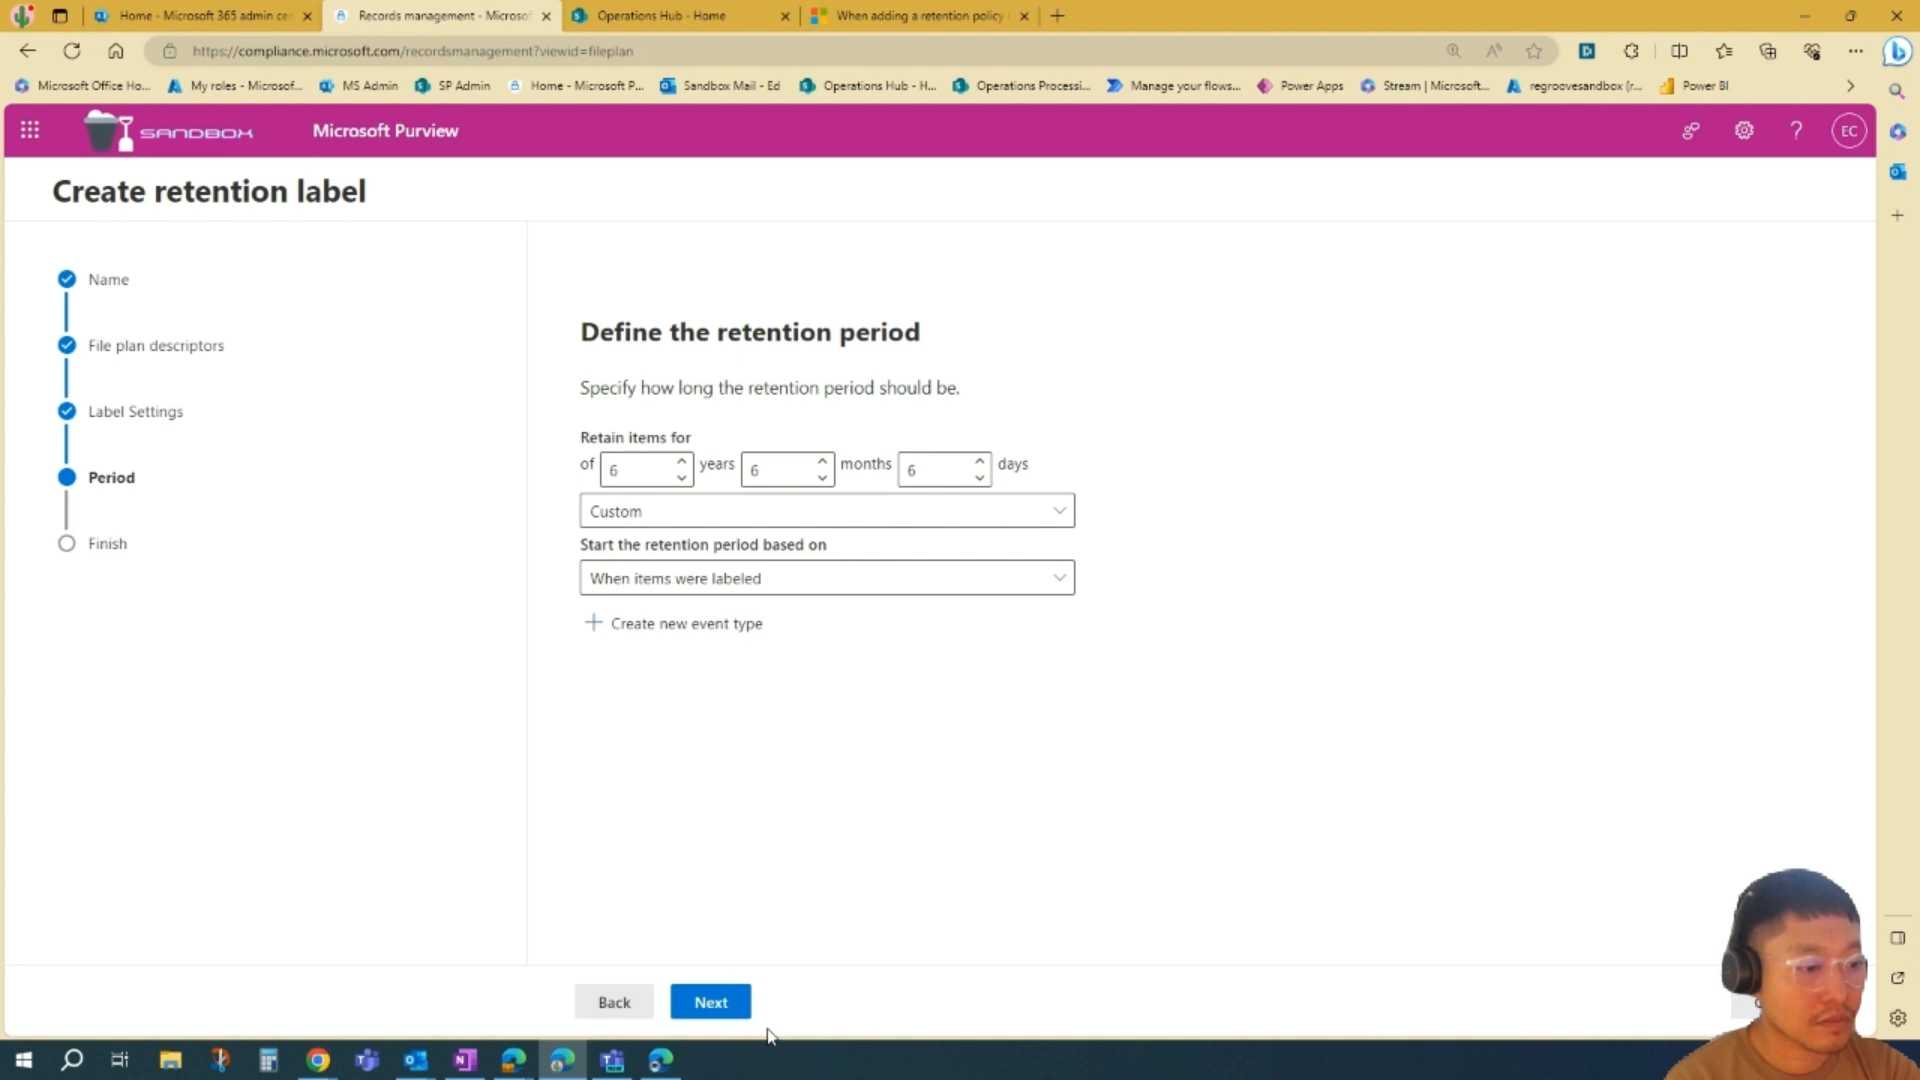 Home - Microsoft 365 admin ce
Records management - Microsof
Operations Hub - Home
When adding a retention policy
https://compliance.microsoft.com/recordsmanagement?viewid=fileplan
Microsoft Office Ho...
My roles - Microsof...
MS Admin
SP Admin
Home - Microsoft P...
Sandbox Mail - Ed
Operations Hub - H...
Operations Processi...
Manage your flows...
Power Apps
Stream | Microsoft...
regroovesandbox (r...
Power BI
SANDBOX
Microsoft Purview
EC
Create retention label
Name
File plan descriptors
Label Settings
Period
Finish
Define the retention period
Specify how long the retention period should be.
Retain items for
of 6 years 6 months 6 days
Custom
Start the retention period based on
When items were labeled
Create new event type
Back
Next